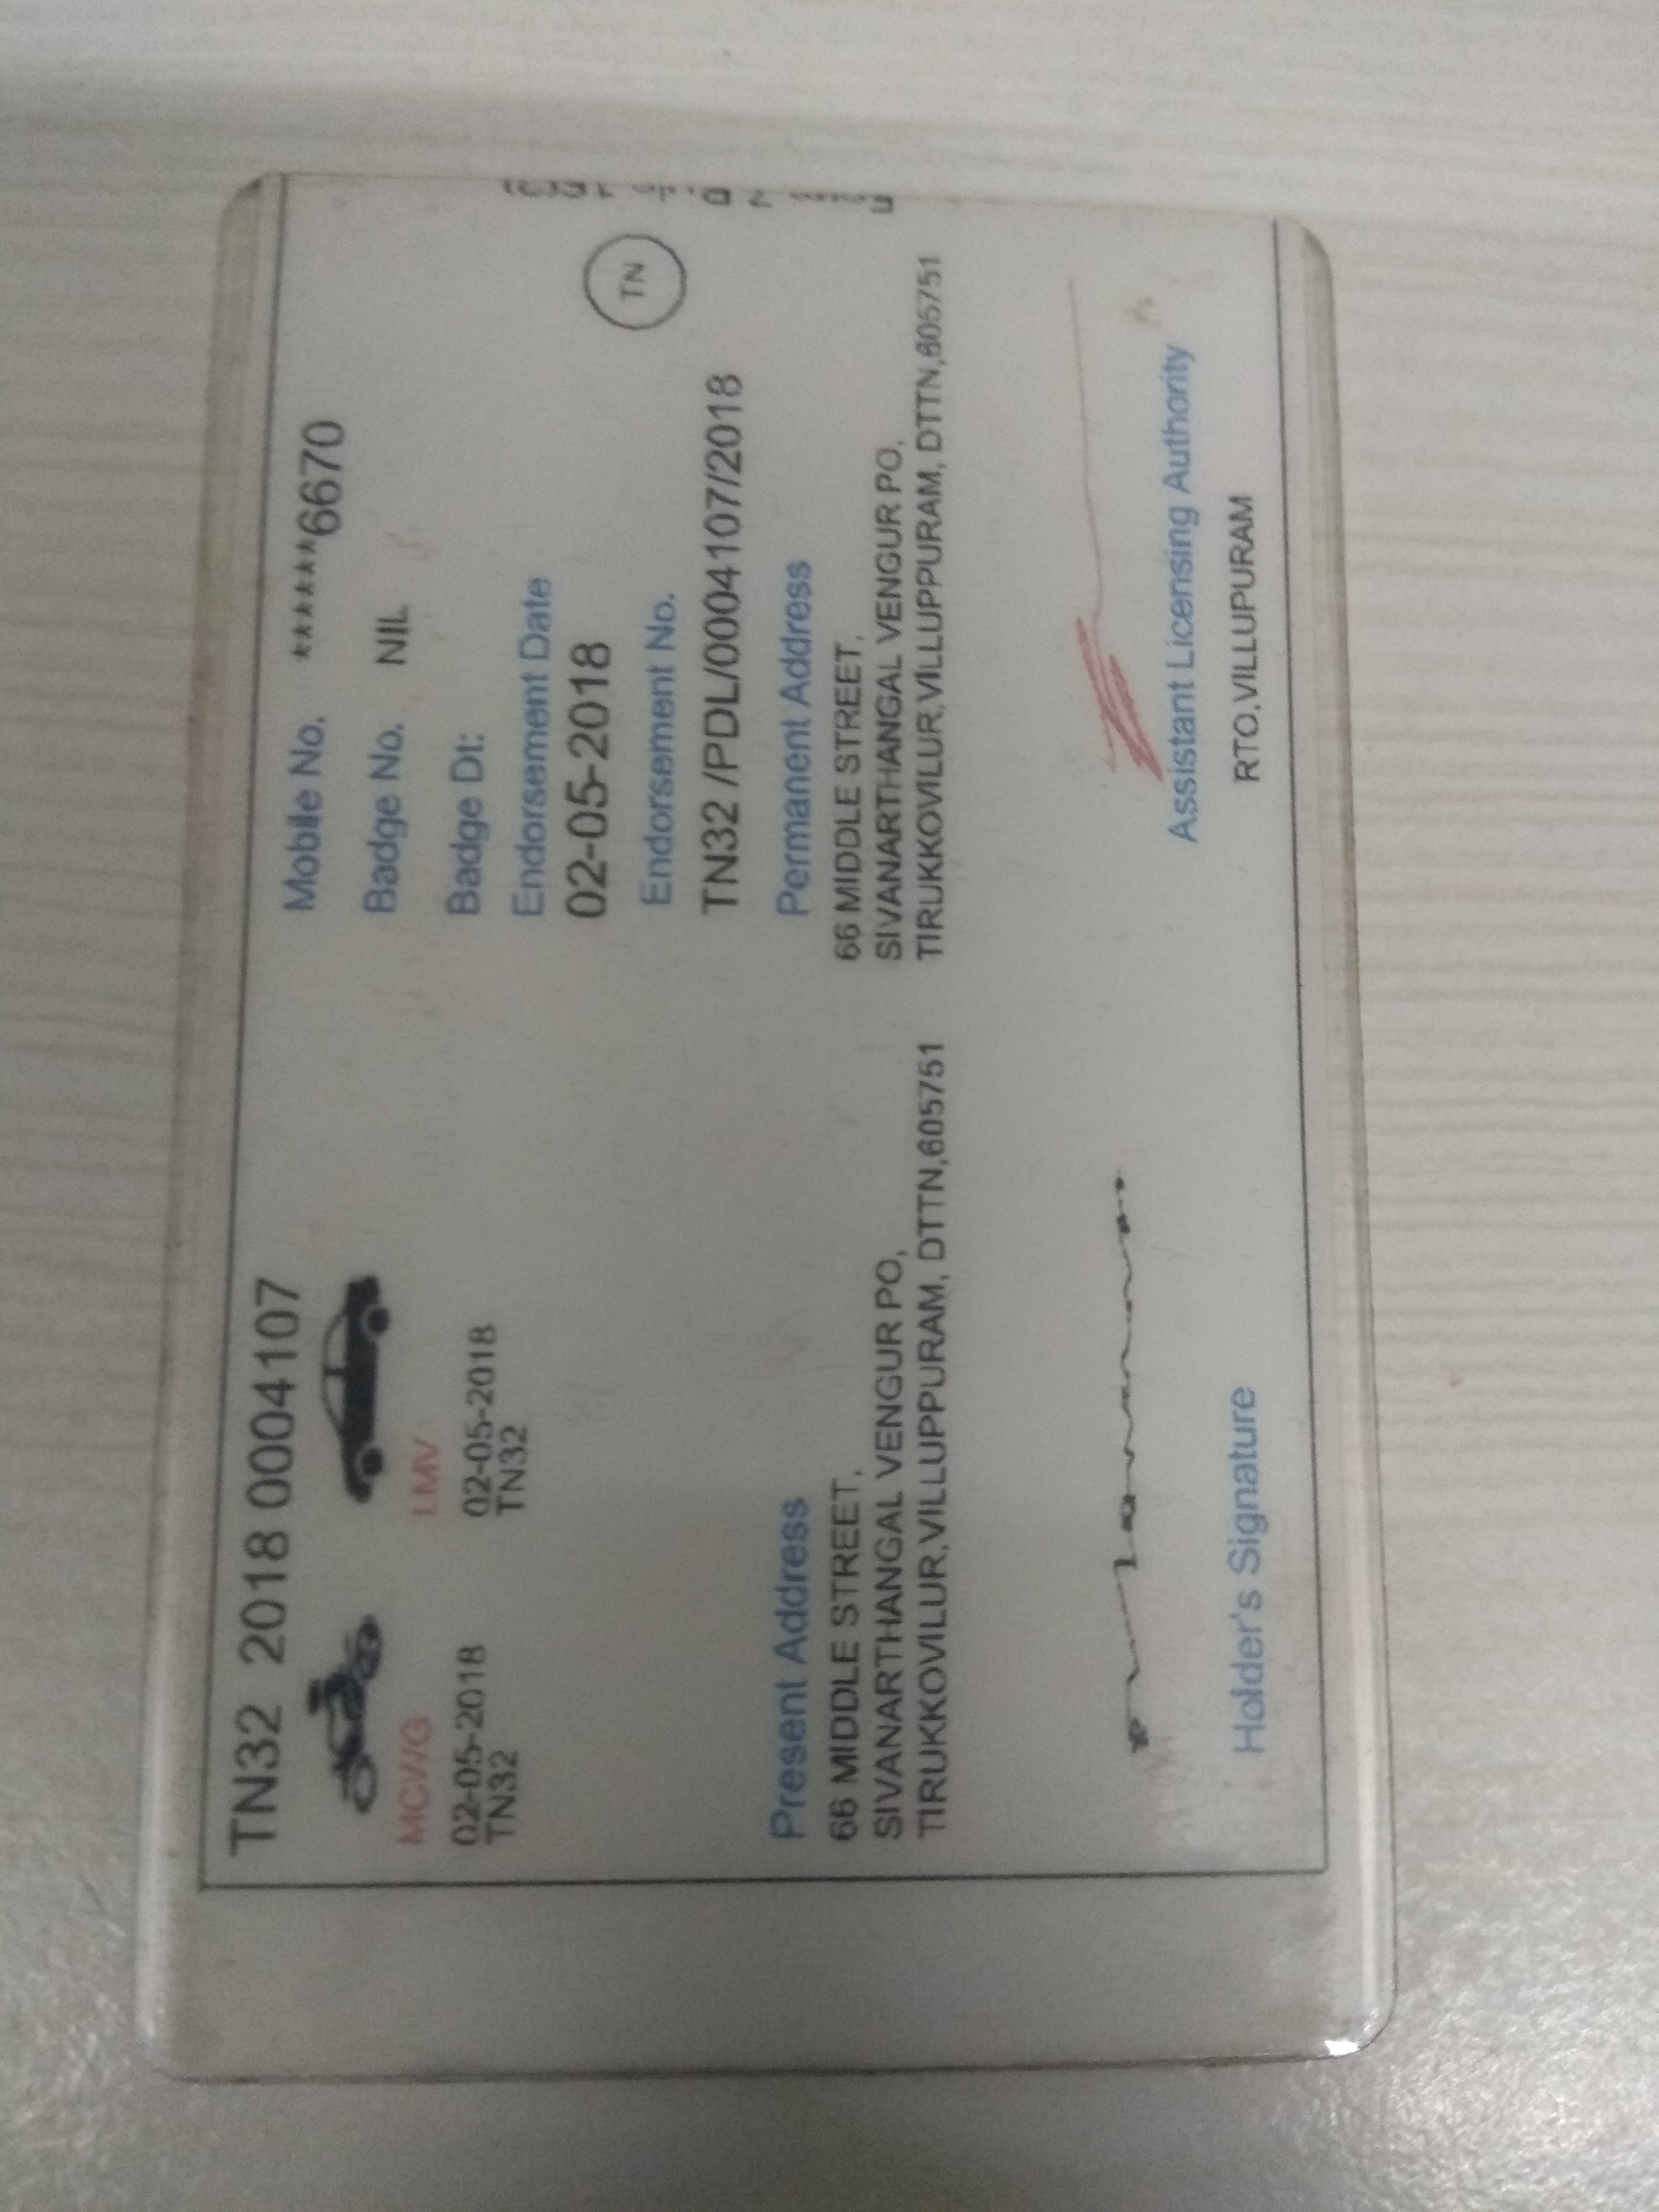 TN32 2018 0004107
MCWG
02-05-2018
TN32
LMV
02-05-2018
TN32
Mobile No. ******6670
Badge No. NIL
Badge Dt:
Endorsement Date
02-05-2018
Endorsement No.
TN32 /PDL/0004107/2018
TN
Present Address
66 MIDDLE STREET,
SIVANARTHANGAL VENGUR PO,
TIRUKKOVILUR,VILLUPPURAM, DTTN,605751
Permanent Address
66 MIDDLE STREET,
SIVANARTHANGAL VENGUR PO,
TIRUKKOVILUR,VILLUPPURAM, DTTN,605751
Holder's Signature
Assistant Licensing Authority
RTO,VILLUPURAM